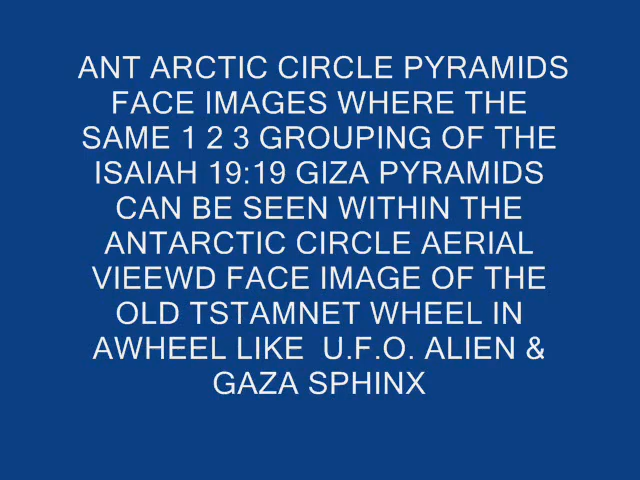 ANT ARCTIC CIRCLE PYRAMIDS
FACE IMAGES WHERE THE
SAME 1 2 3 GROUPING OF THE
ISAIAH 19:19 GIZA PYRAMIDS
CAN BE SEEN WITHIN THE
ANTARCTIC CIRCLE AERIAL
VIEEWD FACE IMAGE OF THE
OLD TSTAMNET WHEEL IN
AWHEEL LIKE  U.F.O. ALIEN &
GAZA SPHINX